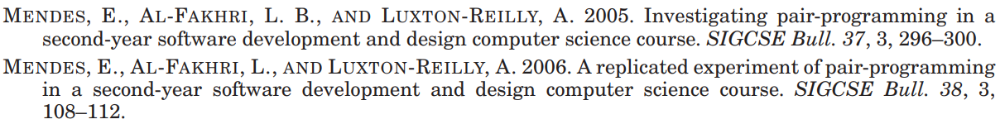 MENDES, E., AL-FAKHRI, L. B., AND LUXTON-REILLY, A. 2005. Investigating pair-programming in a
second-year software development and design computer science course. SIGCSE Bull. 37, 3, 296–300.
MENDES, E., AL-FAKHRI, L., AND LUXTON-REILLY, A. 2006. A replicated experiment of pair-programming
in a second-year software development and design computer science course. SIGCSE Bull. 38, 3,
108–112.